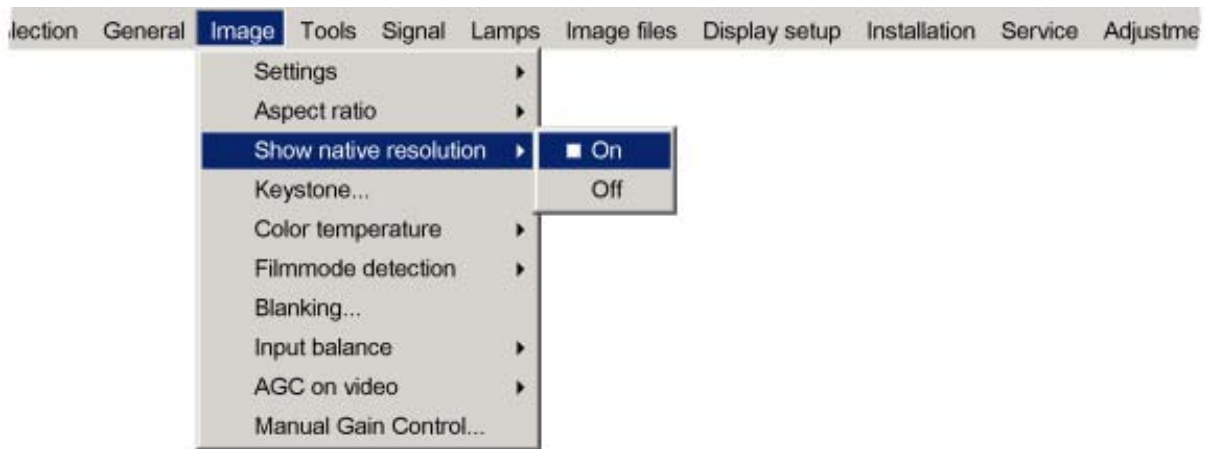 lection General Image Tools Signal Lamps Image files Display setup Installation Service Adjustme
Settings
Aspect ratio
Show native resolution On
Keystone... Off
Color temperature
Filmmode detection
Blanking...
Input balance
AGC on video
Manual Gain Control...